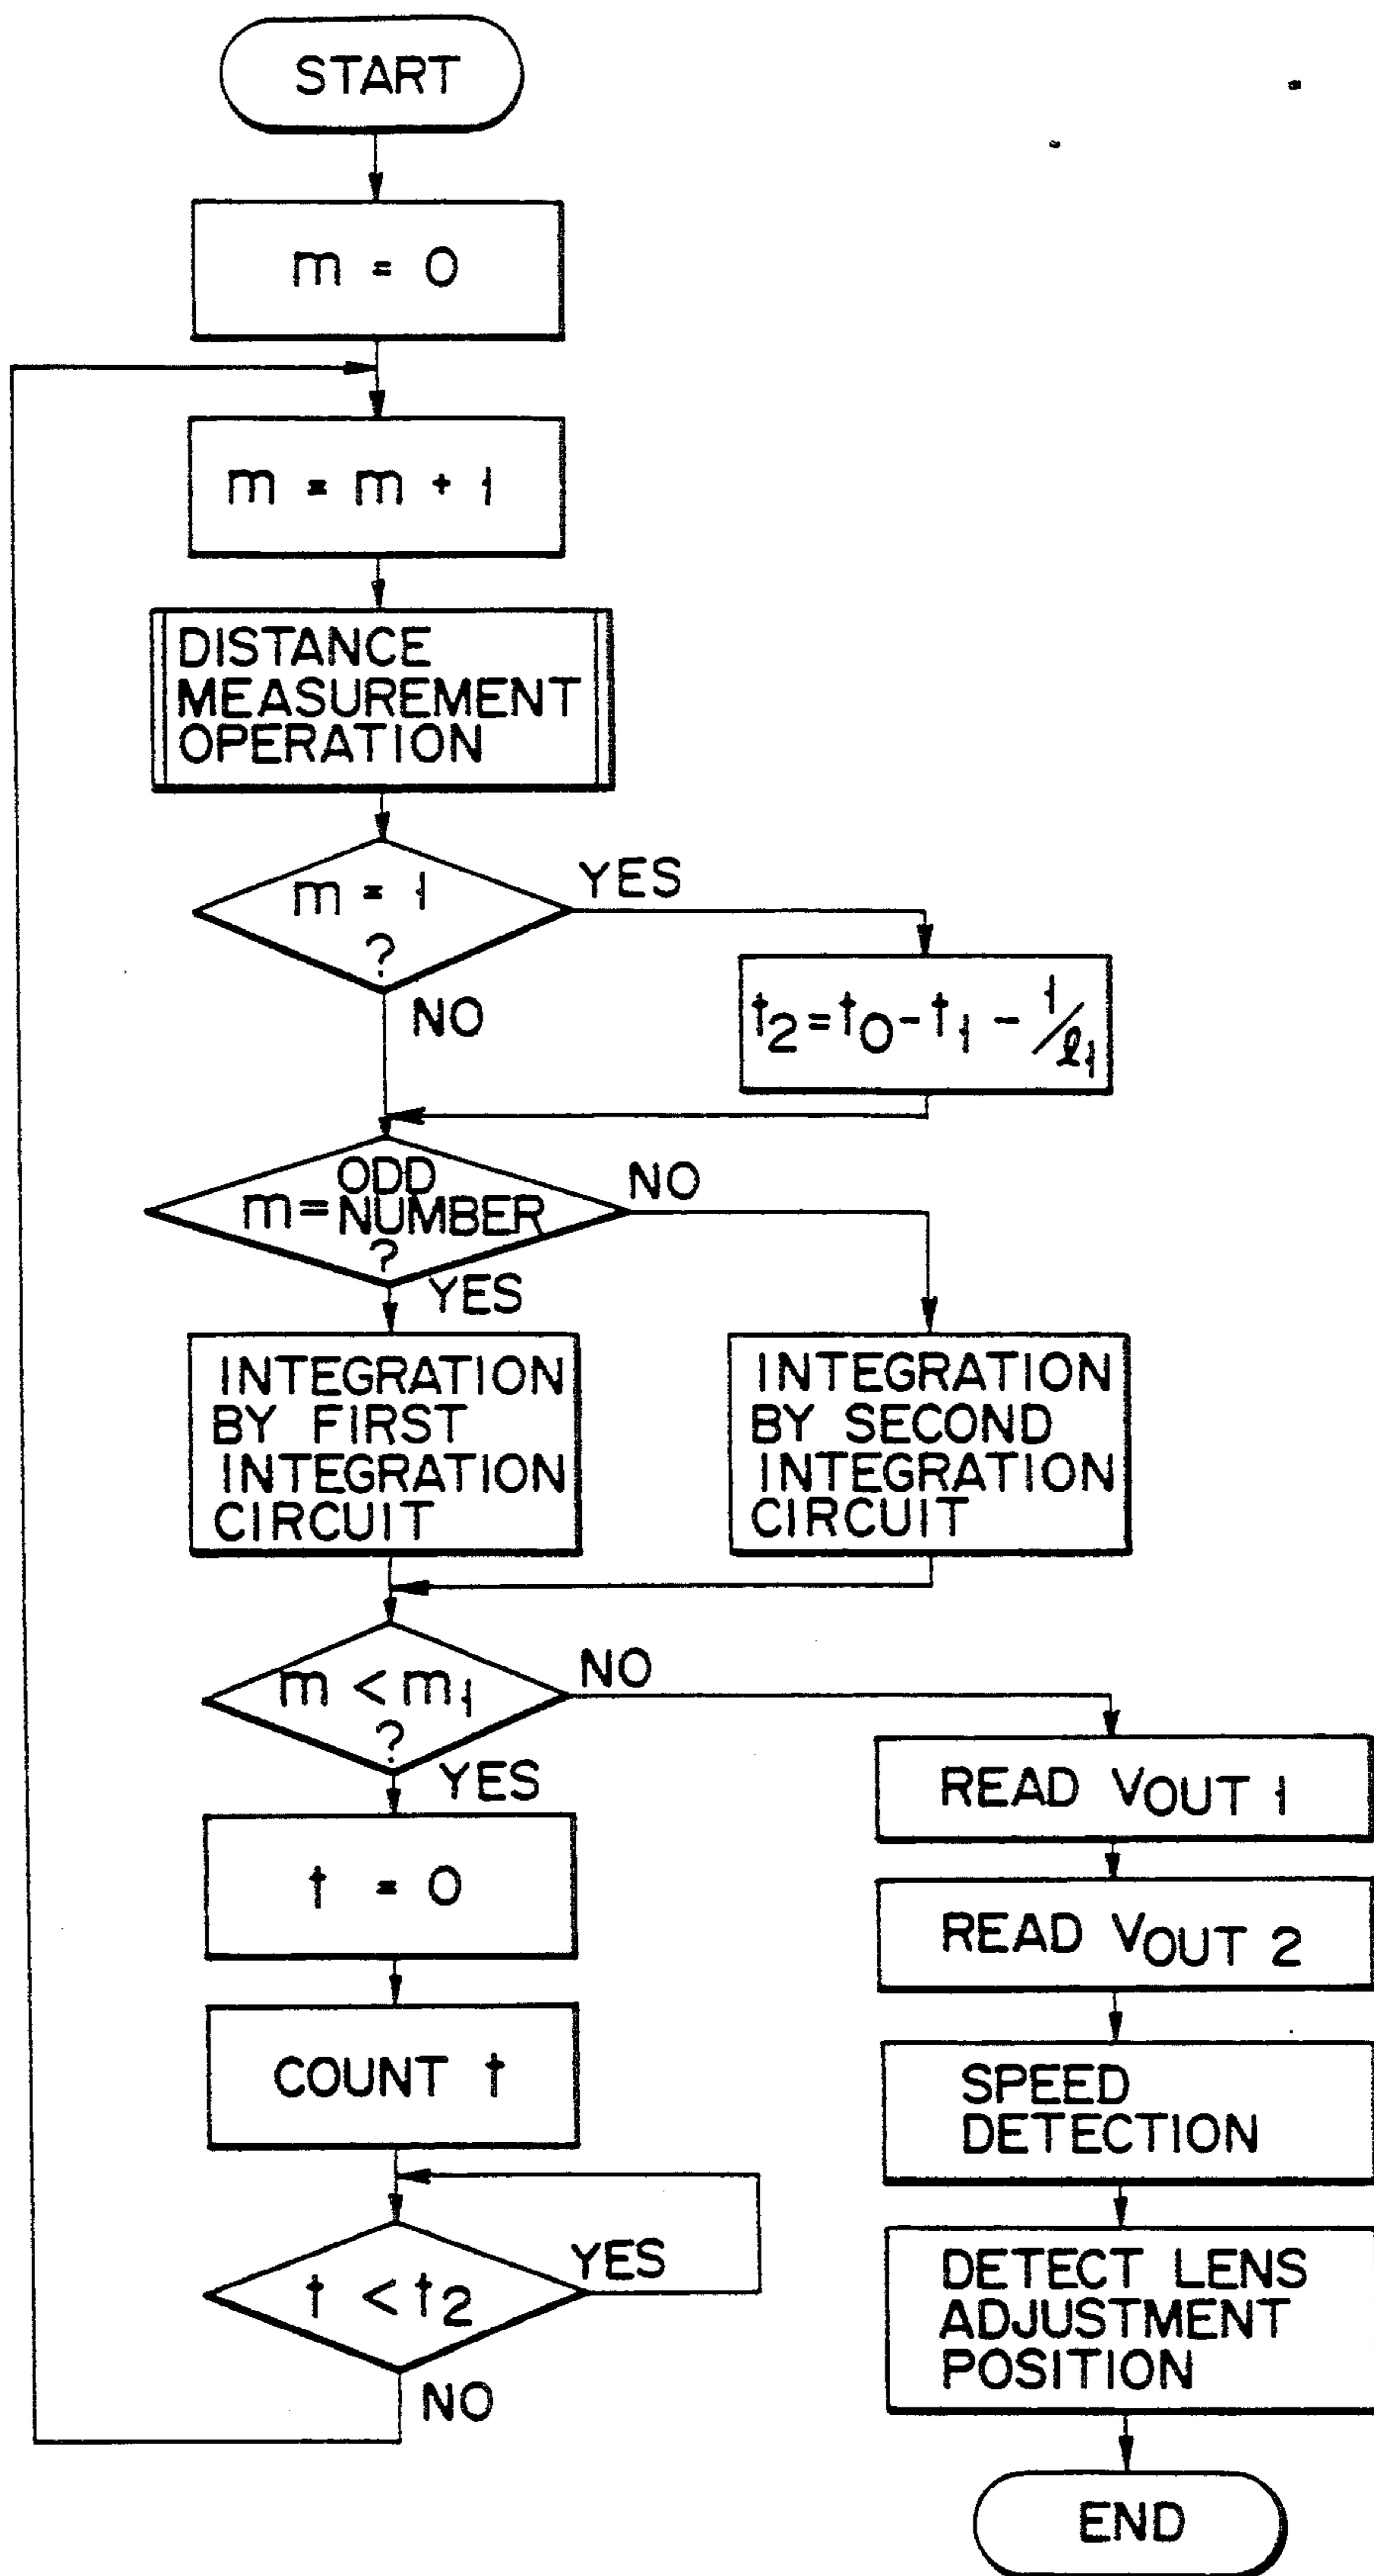 START
m = 0
m = m + 1
DISTANCE
MEASUREMENT
OPERATION
m = 1
?
YES
NO
t2 = t0 - t1 - 1/ℓ1
ODD
m = NUMBER
?
NO
YES
INTEGRATION
BY FIRST
INTEGRATION
CIRCUIT
INTEGRATION
BY SECOND
INTEGRATION
CIRCUIT
m < m1
?
NO
YES
t = 0
COUNT t
t < t2
YES
NO
READ VOUT 1
READ VOUT 2
SPEED
DETECTION
DETECT LENS
ADJUSTMENT
POSITION
END